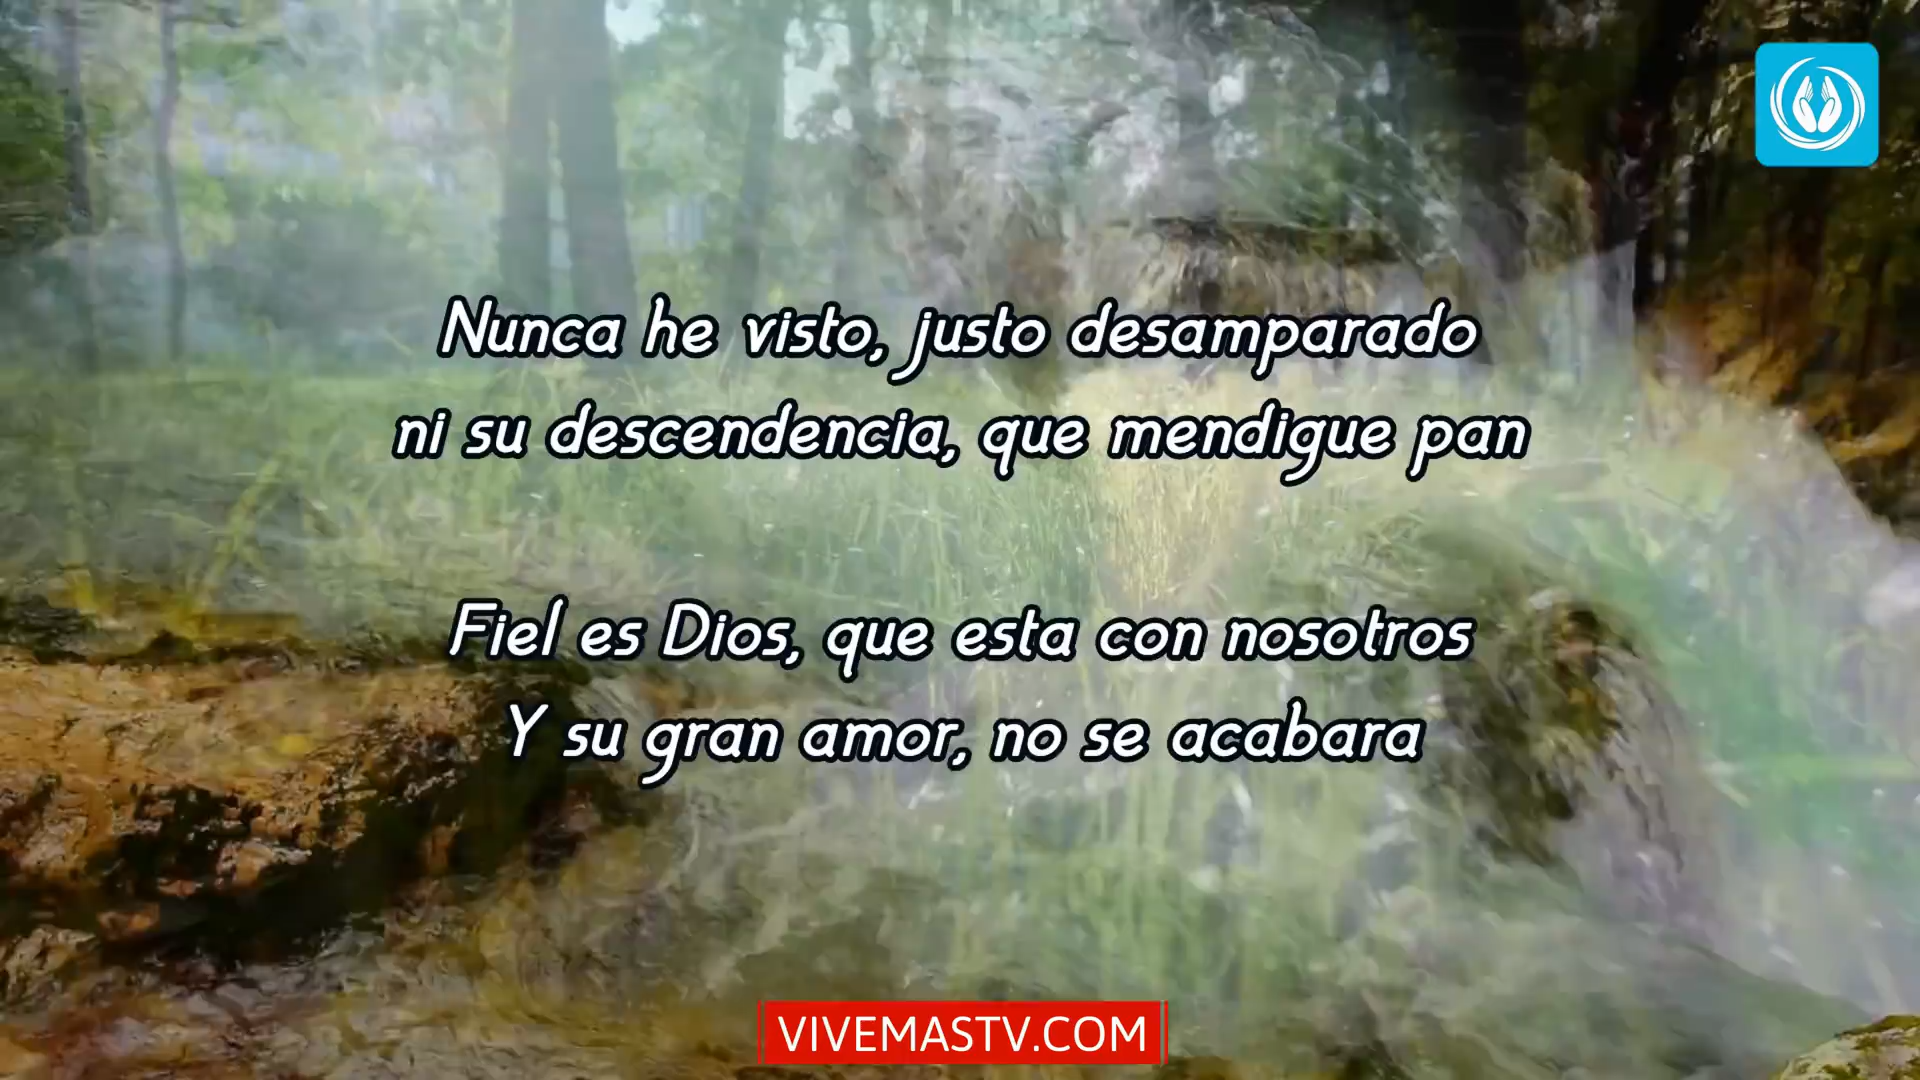 Nunca he visto, justo desamparado
ni su descendencia, que mendigue pan
Fiel es Dios, que esta con nosotros
Y su gran amor, no se acabara
VIVEMASTV.COM